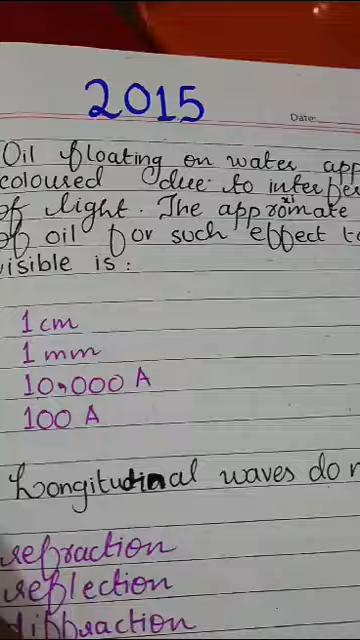 2015
Date:
Oil floating on water app
coloured due to interfer
of light. The approximate
of oil for such effect to
visible is:
1 cm
1 mm
10,000 A
100 A
Longitudinal waves do n
refraction
reflection
diffraction